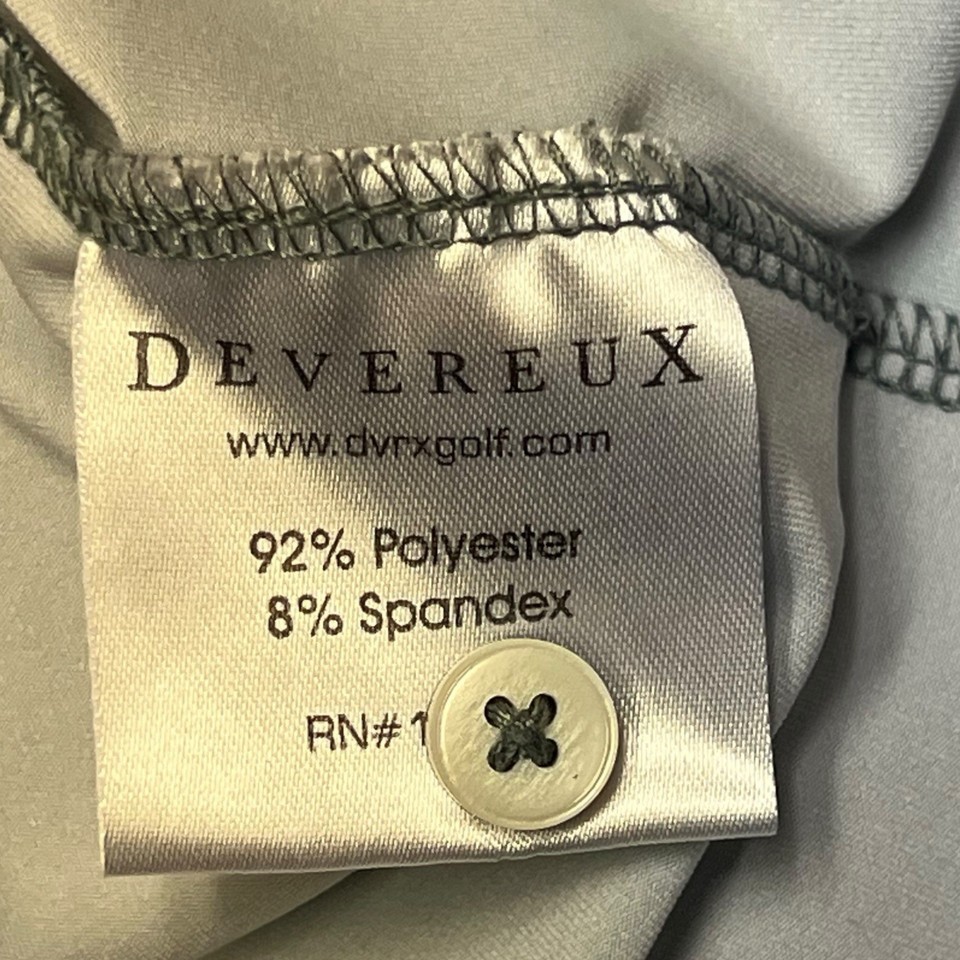 DEVEREUX
www.dvrxgolf.com
92% Polyester
8% Spandex
RN# 1